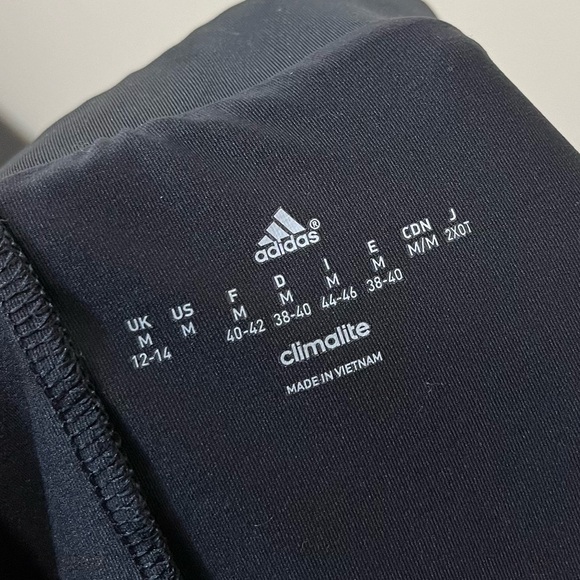 adidas®
UK US F D I E CDN J
M M M M M M M/M 2XOT
12-14 40-42 38-40 44-46 38-40
climalite
MADE IN VIETNAM